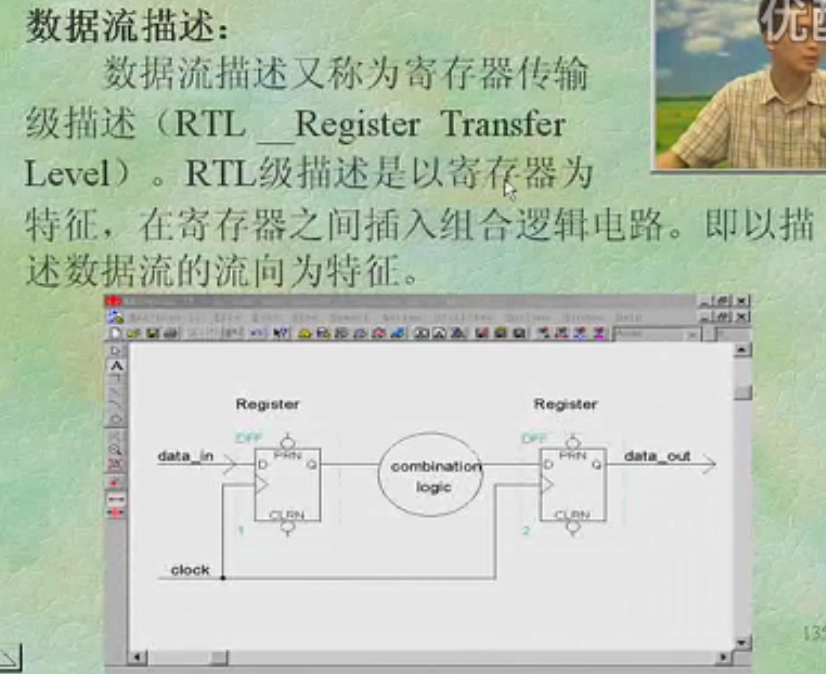 数据流描述：
优酷
数据流描述又称为寄存器传输
级描述（RTL __Register Transfer
Level）。RTL级描述是以寄存器为
特征，在寄存器之间插入组合逻辑电路。即以描
述数据流的流向为特征。
Register
Register
DFF
DFF
data_in
D
PRN
Q
combination
logic
D
PRN
Q
data_out
CLRN
CLRN
1
2
clock
135